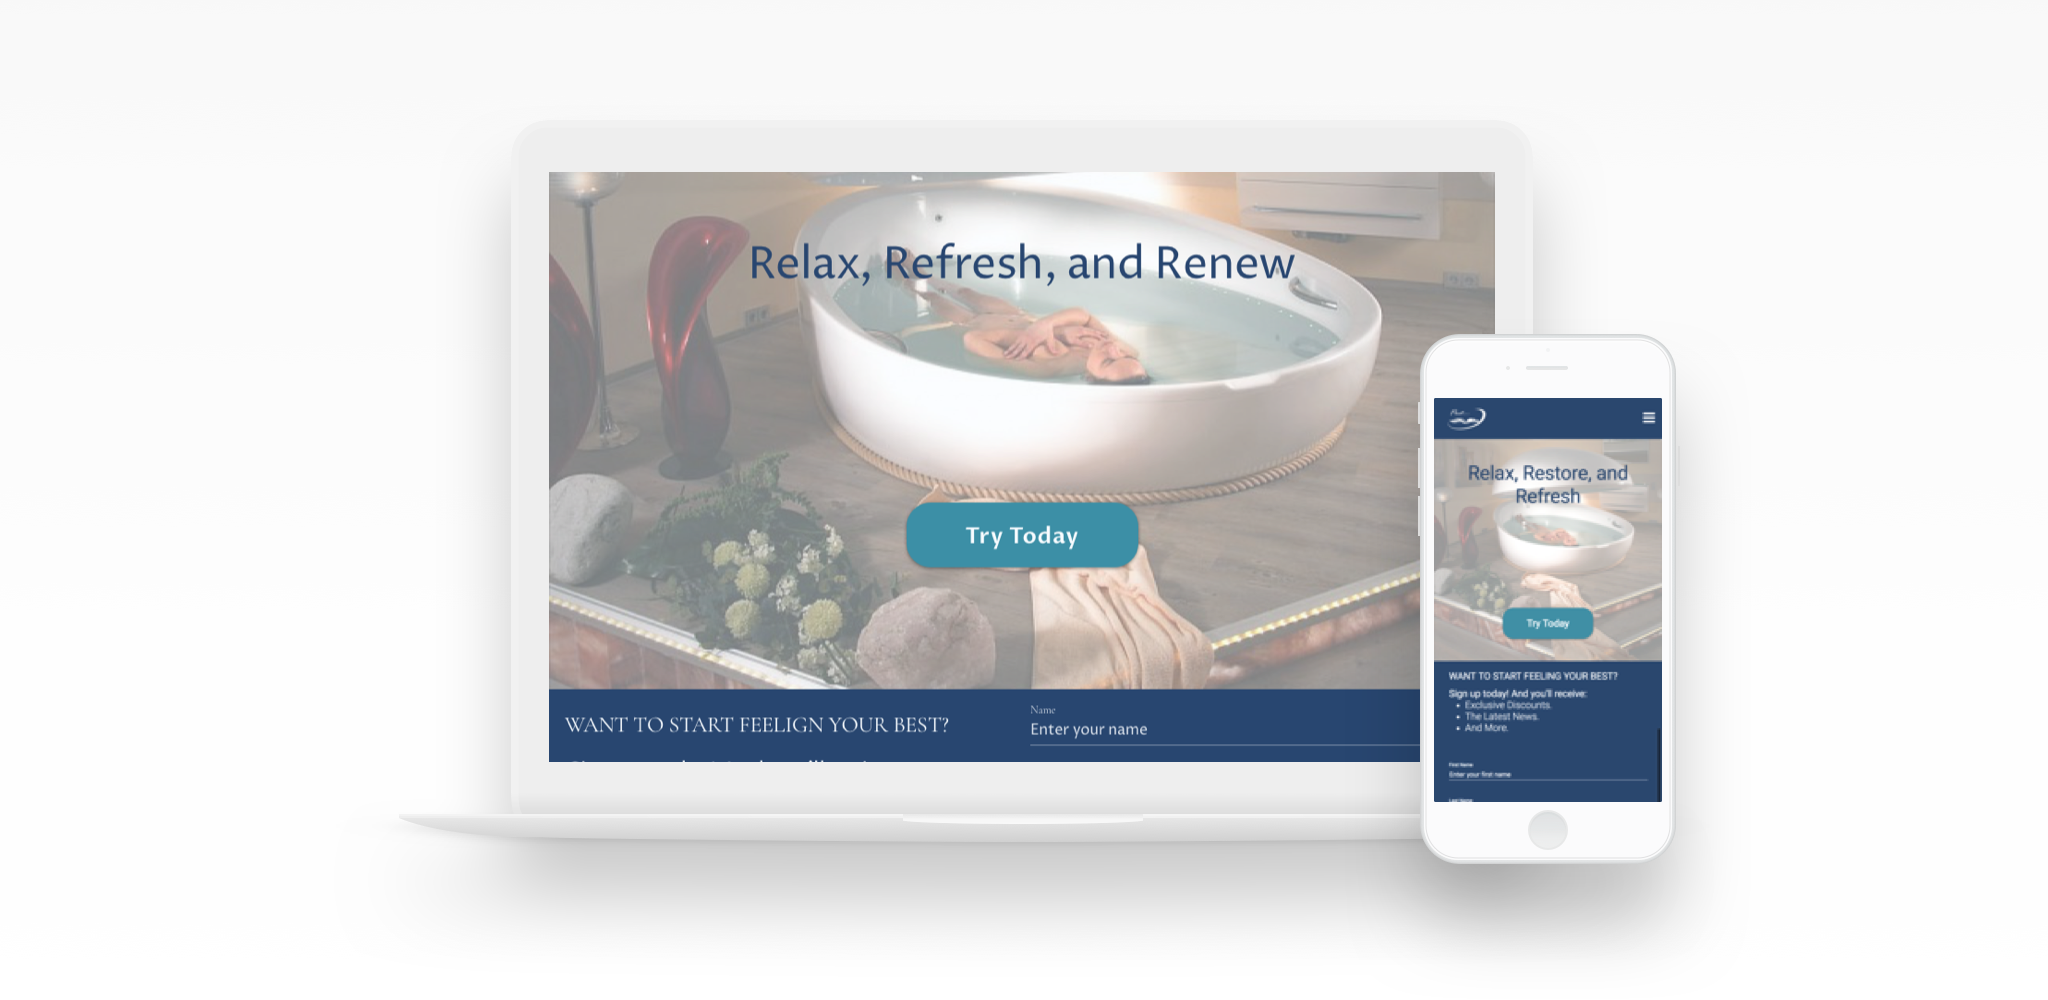 Relax, Refresh, and Renew
Try Today
WANT TO START FEELIGN YOUR BEST?
Name
Enter your name
Relax, Restore, and
Refresh
Try Today
WANT TO START FEELING YOUR BEST?
Sign up today! And you'll receive:
Exclusive Discounts.
The Latest News.
And More.
First Name
Enter your first name
Last Name